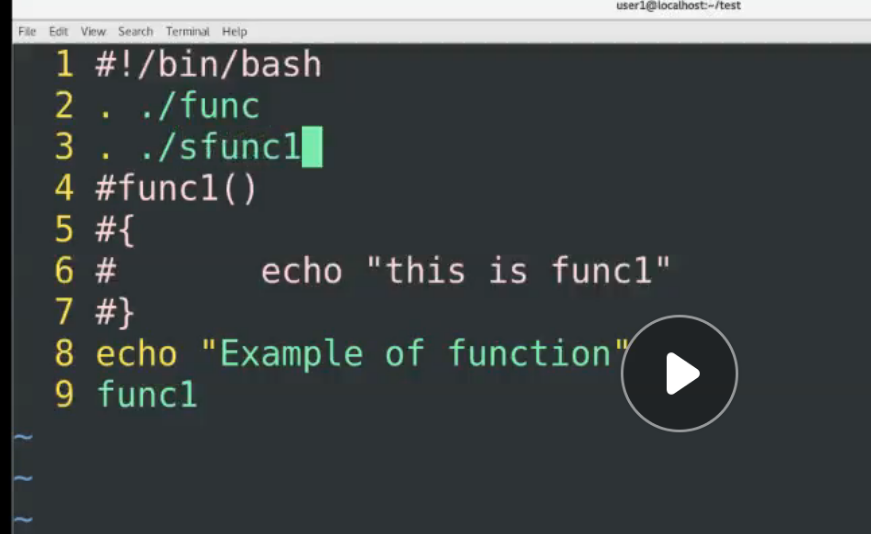 user1@localhost:~/test
File Edit View Search Terminal Help
1 #!/bin/bash
2 . ./func
3 . ./sfunc1
4 #func1()
5 #{
6 #       echo "this is func1"
7 #}
8 echo "Example of function"
9 func1
~
~
~